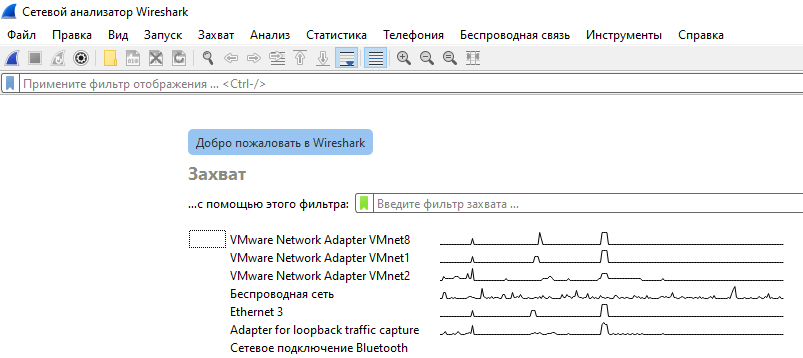 Сетевой анализатор Wireshark
Файл Правка Вид Запуск Захват Анализ Статистика Телефония Беспроводная связь Инструменты Справка
Примените фильтр отображения ... <Ctrl-/>
Добро пожаловать в Wireshark
Захват
...с помощью этого фильтра: Введите фильтр захвата ...
VMware Network Adapter VMnet8
VMware Network Adapter VMnet1
VMware Network Adapter VMnet2
Беспроводная сеть
Ethernet 3
Adapter for loopback traffic capture
Сетевое подключение Bluetooth